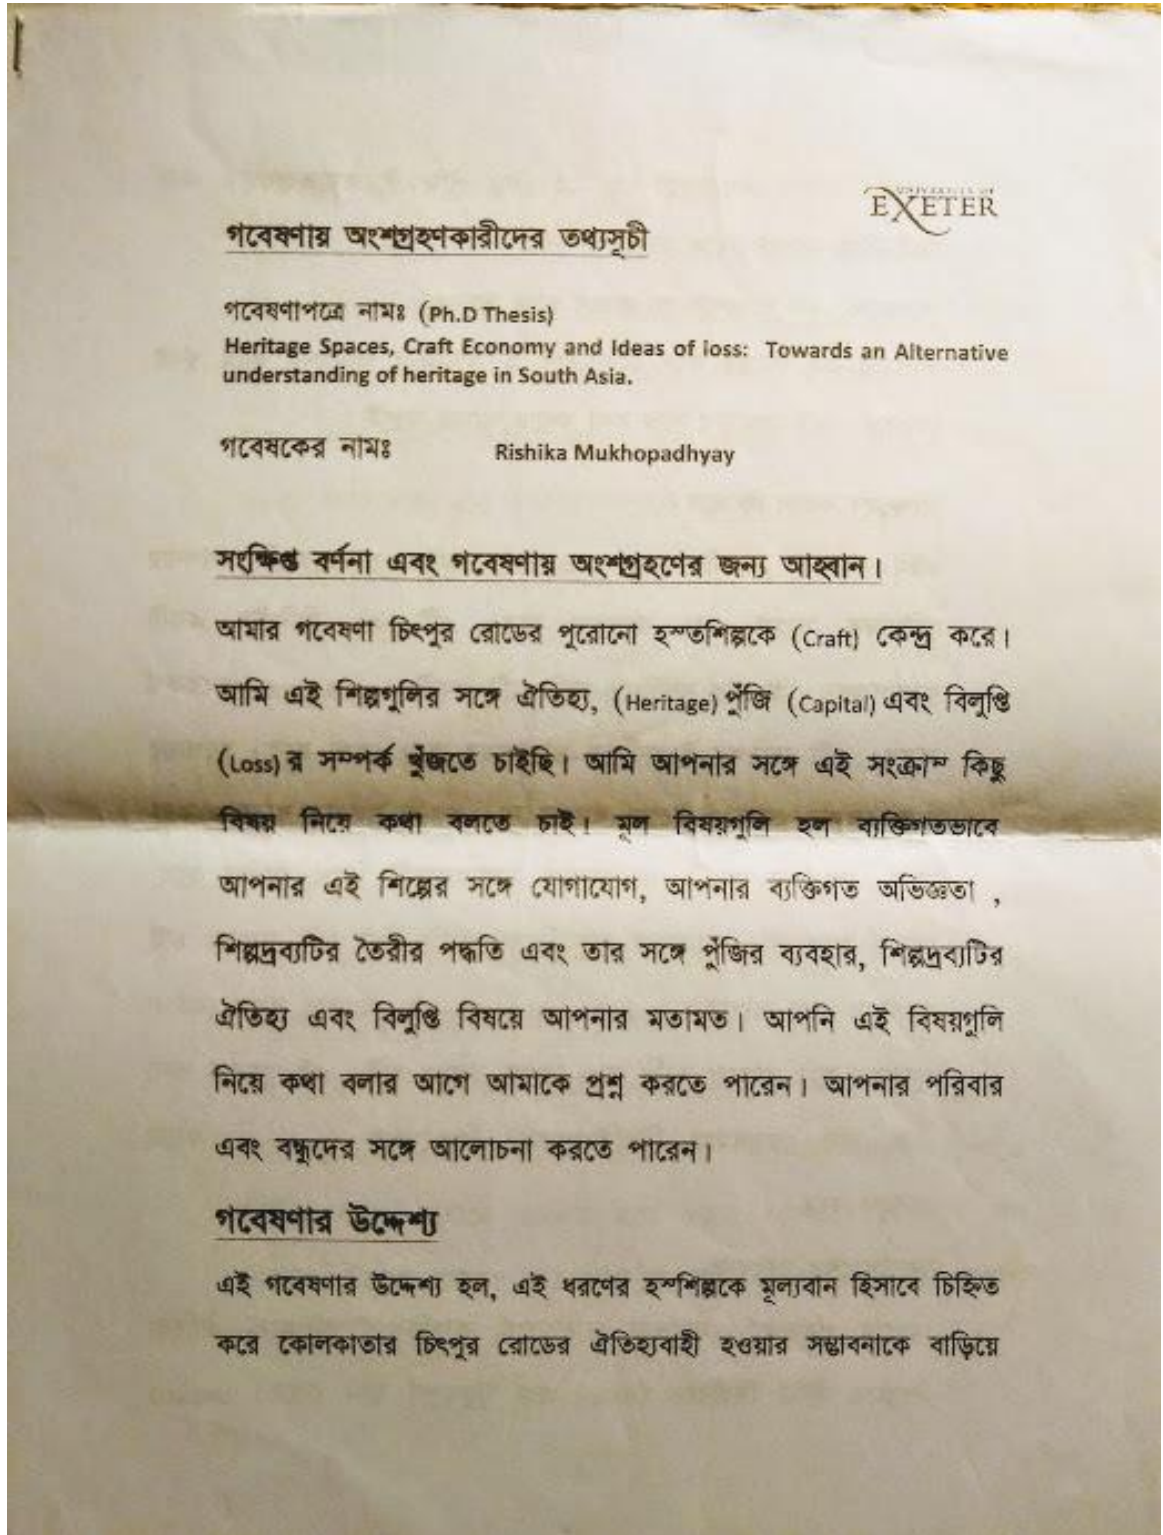 UNIVERSITY OF
EXETER
গবেষণায় অংশগ্রহণকারীদের তথ্যসূচী
গবেষণাপত্রে নামঃ (Ph.D Thesis)
Heritage Spaces, Craft Economy and Ideas of loss: Towards an Alternative
understanding of heritage in South Asia.
গবেষকের নামঃ Rishika Mukhopadhyay
সংক্ষিপ্ত বর্ণনা এবং গবেষণায় অংশগ্রহণের জন্য আহ্বান।
আমার গবেষণা চিৎপুর রোডের পুরোনো হস্তশিল্পকে (Craft) কেন্দ্র করে।
আমি এই শিল্পগুলির সঙ্গে ঐতিহ্য, (Heritage) পুঁজি (Capital) এবং বিলুপ্তি
(Loss) র সম্পর্ক খুঁজতে চাইছি। আমি আপনার সঙ্গে এই সংক্রাম্ কিছু
বিষয় নিয়ে কথা বলতে চাই। মূল বিষয়গুলি হল ব্যক্তিগতভাবে
আপনার এই শিল্পের সঙ্গে যোগাযোগ, আপনার ব্যক্তিগত অভিজ্ঞতা ,
শিল্পদ্রব্যটির তৈরীর পদ্ধতি এবং তার সঙ্গে পুঁজির ব্যবহার, শিল্পদ্রব্যটির
ঐতিহ্য এবং বিলুপ্তি বিষয়ে আপনার মতামত। আপনি এই বিষয়গুলি
নিয়ে কথা বলার আগে আমাকে প্রশ্ন করতে পারেন। আপনার পরিবার
এবং বন্ধুদের সঙ্গে আলোচনা করতে পারেন।
গবেষণার উদ্দেশ্য
এই গবেষণার উদ্দেশ্য হল, এই ধরণের হস্শিল্পকে মূল্যবান হিসাবে চিহ্নিত
করে কোলকাতার চিৎপুর রোডের ঐতিহ্যবাহী হওয়ার সম্ভাবনাকে বাড়িয়ে